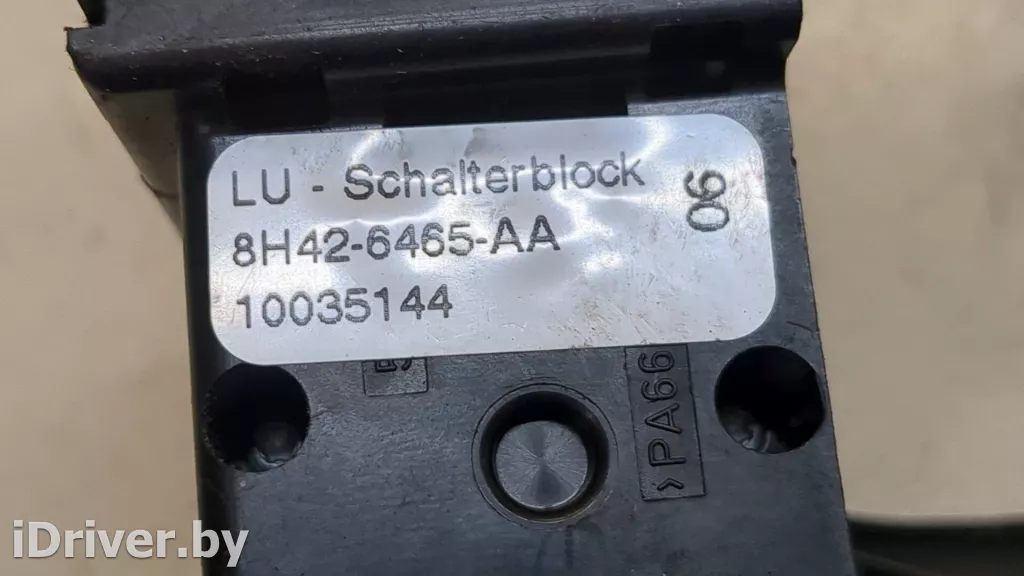 LU - Schalterblock
8H42-6465-AA
10035144
06
>PA66
iDriver.by